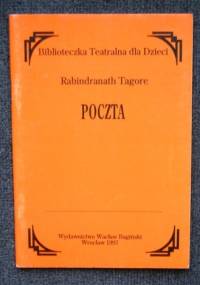 Biblioteczka Teatralna dla Dzieci
Rabindranath Tagore
POCZTA
Wydawnictwo Wacław Bagiński
Wrocław 1993